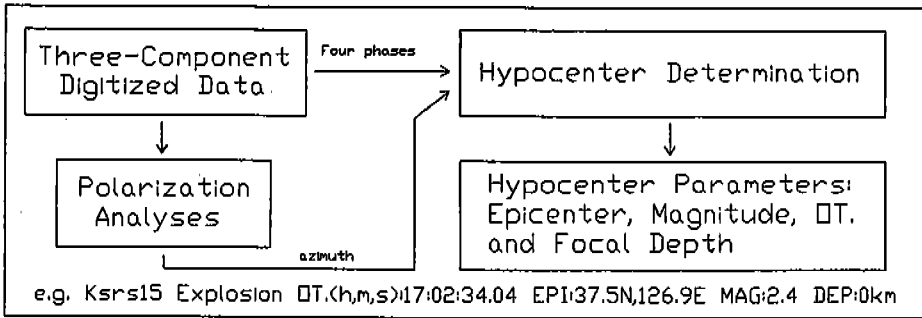 Three-Component
Digitized Data
Four phases
Hypocenter Determination
Polarization
Analyses
Hypocenter Parameters:
Epicenter, Magnitude, OT.
and Focal Depth
azimuth
e.g. Ksrs15 Explosion OT.(h,m,s):17:02:34.04 EPI:37.5N,126.9E MAG:2.4 DEP:0km